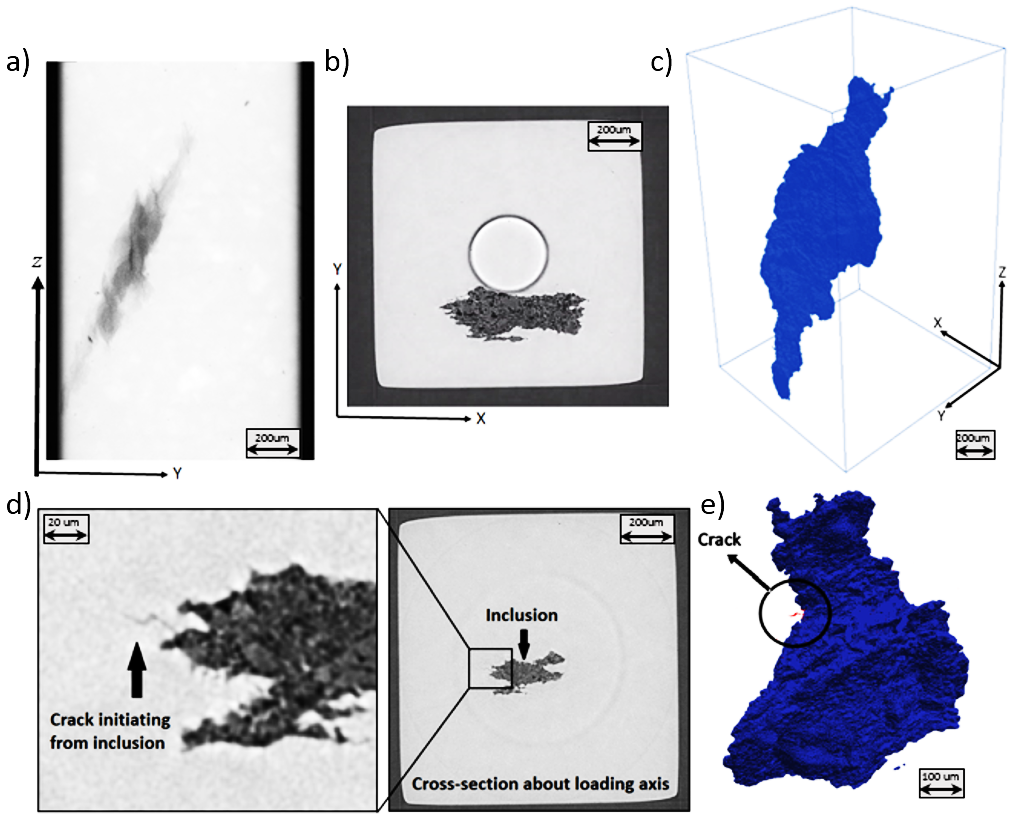 a)
b)
c)
200um
z
Y
X
Z
200um
Y
200um
X
Y
d)
20 um
200um
e)
Crack
Inclusion
Crack initiating
from inclusion
Cross-section about loading axis
100 um